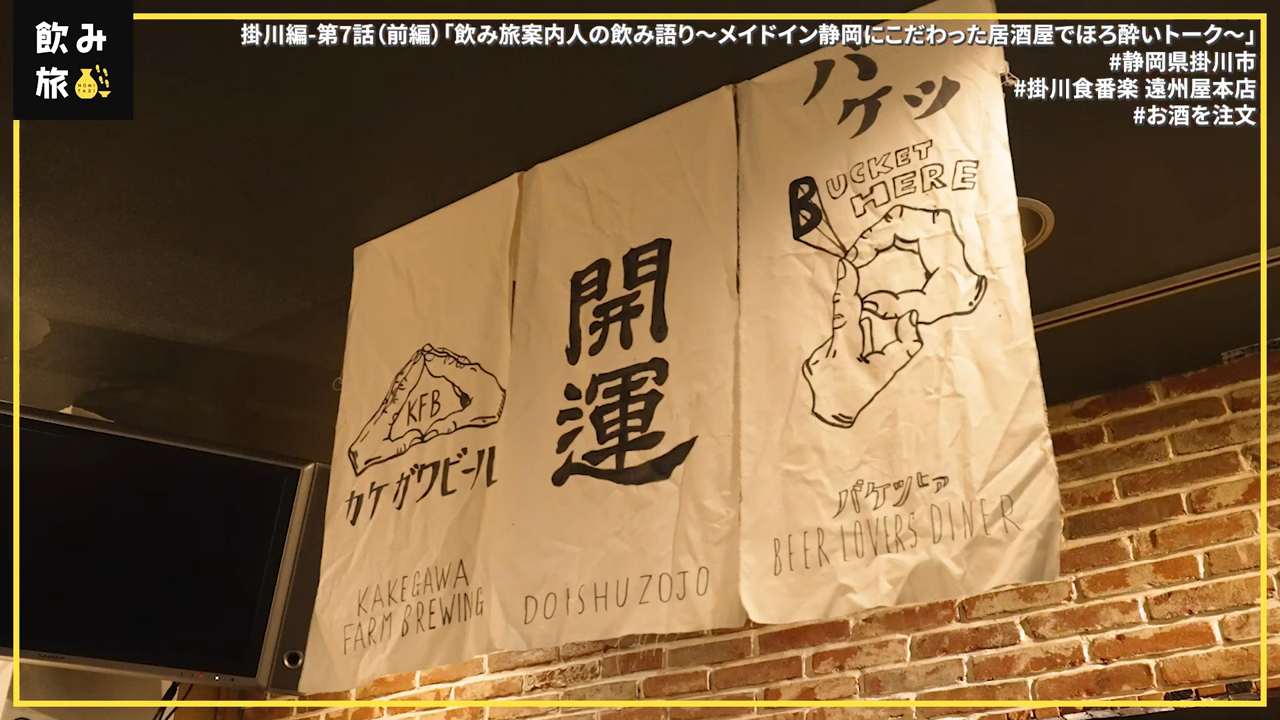 飲み
旅
NOMI
TABI
掛川編-第7話（前編）「飲み旅案内人の飲み語り～メイドイン静岡にこだわった居酒屋でほろ酔いトーク～」
#静岡県掛川市
#掛川食番楽 遠州屋本店
#お酒を注文
KFB
カケガワビール
KAKEGAWA
FARM BREWING
開運
DOISHUZOJO
バケツ
BUCKET
HERE
バケツヒア
BEER LOVERS DINER